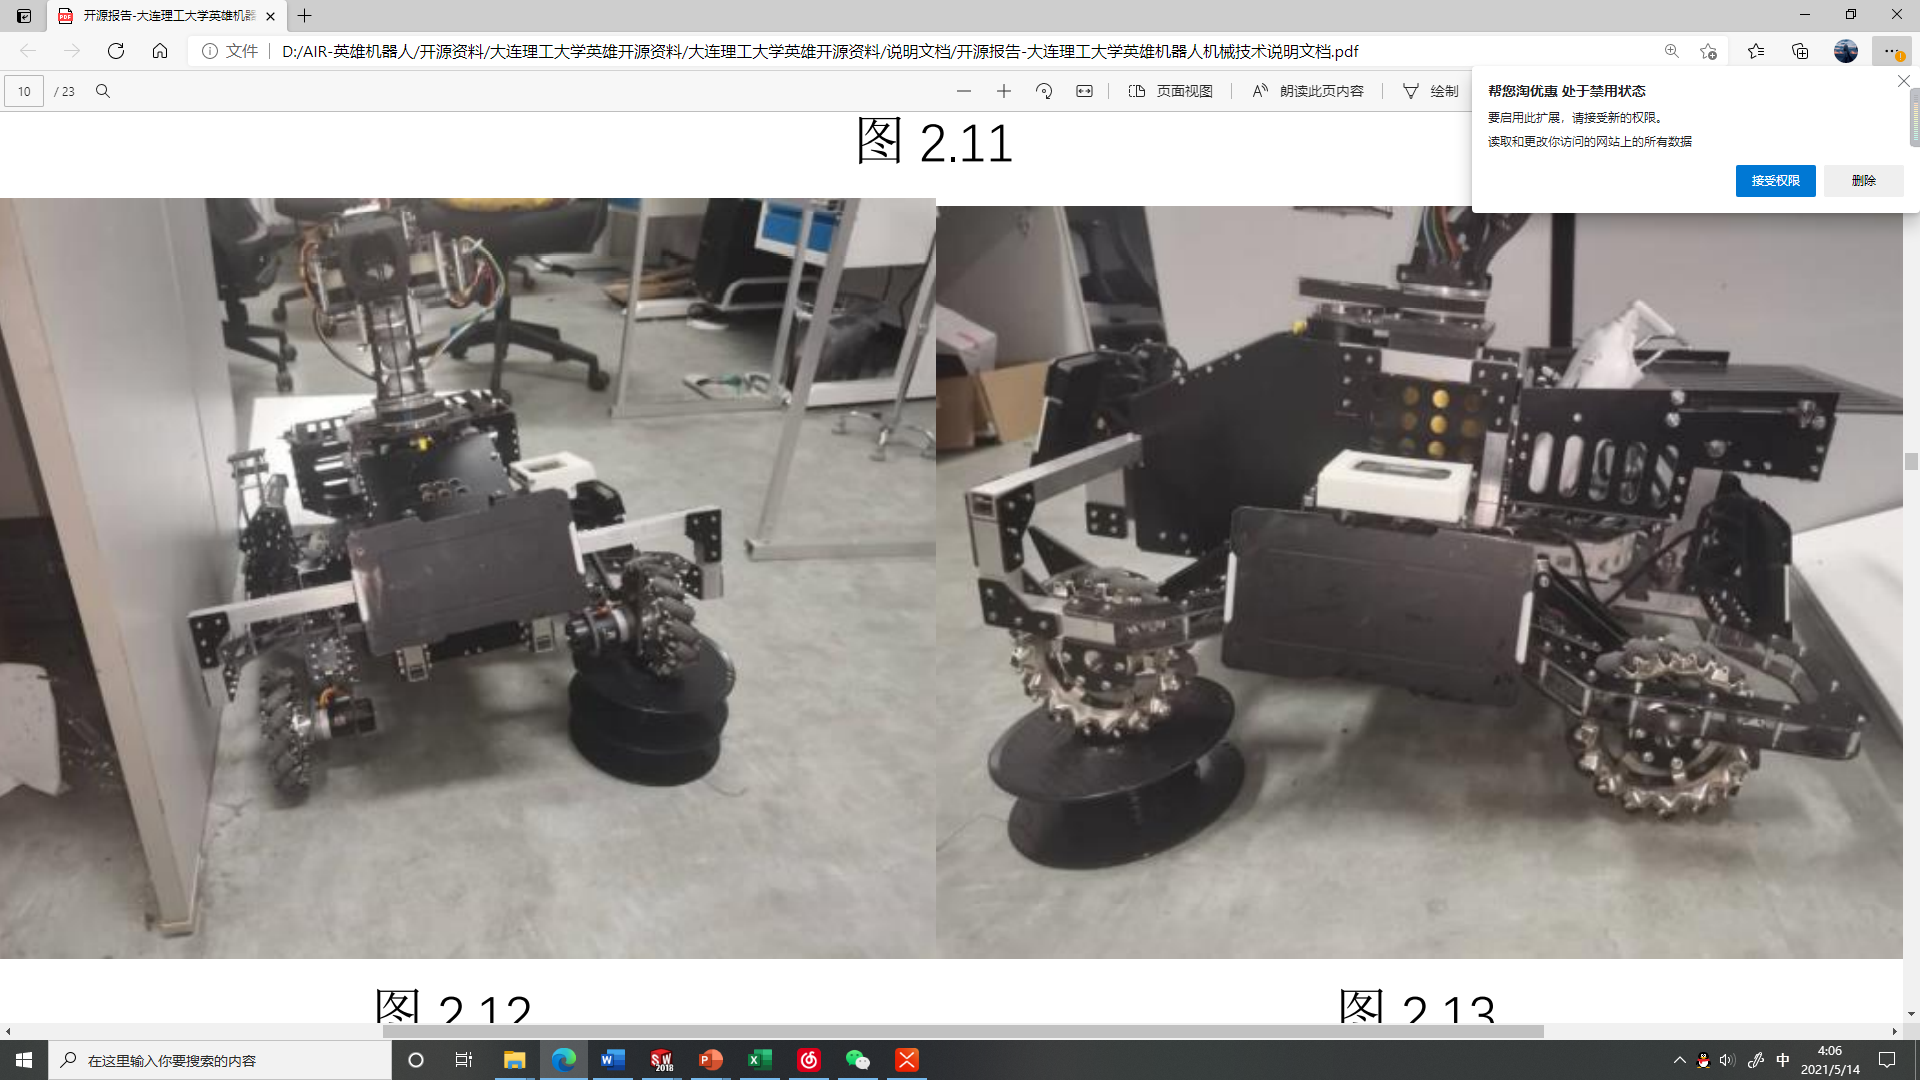 开源报告-大连理工大学英雄机器
文件
D:/AIR-英雄机器人/开源资料/大连理工大学英雄开源资料/大连理工大学英雄开源资料/说明文档/开源报告-大连理工大学英雄机器人机械技术说明文档.pdf
10 / 23
页面视图
朗读此页内容
绘制
帮您淘优惠 处于禁用状态
要启用此扩展，请接受新的权限。
读取和更改你访问的网站上的所有数据
接受权限
删除
图 2.11
图 2.12
图 2.13
在这里输入你要搜索的内容
SW
2018
中
4:06
2021/5/14